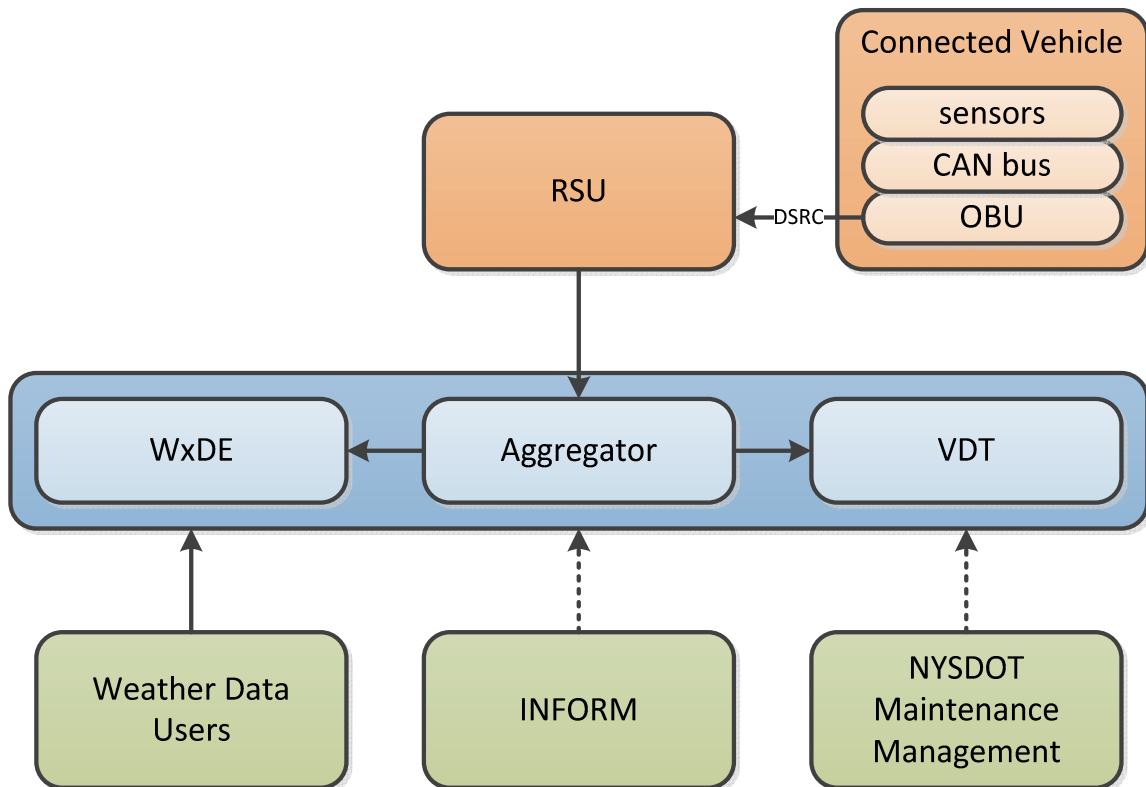 Connected Vehicle
sensors
CAN bus
OBU
RSU
DSRC
WxDE
Aggregator
VDT
Weather Data
Users
INFORM
NYSDOT
Maintenance
Management